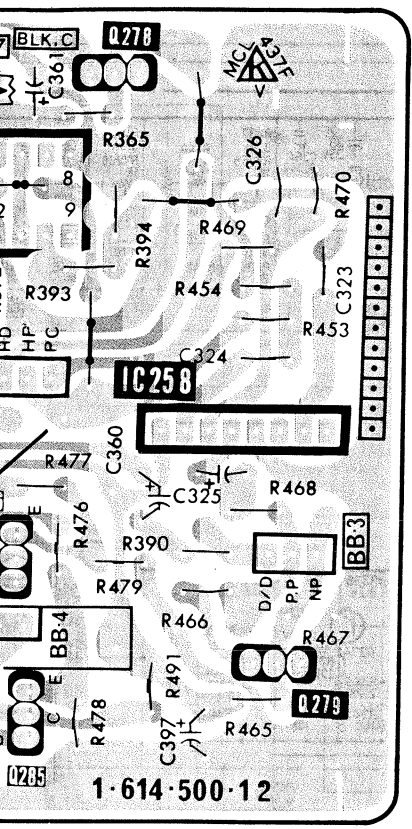 BLK.C
Q278
C361
MCL 437F
R365
C326
8
9
R470
R394
R469
R393
R454
C323
R453
HP
PC
C324
IC258
C360
R477
C325
R468
E
R476
R390
BB·3
R479
D/D
P.P
NP
R466
BB·4
R467
E
R491
C
R478
Q279
C397
R465
Q285
1·614·500·12